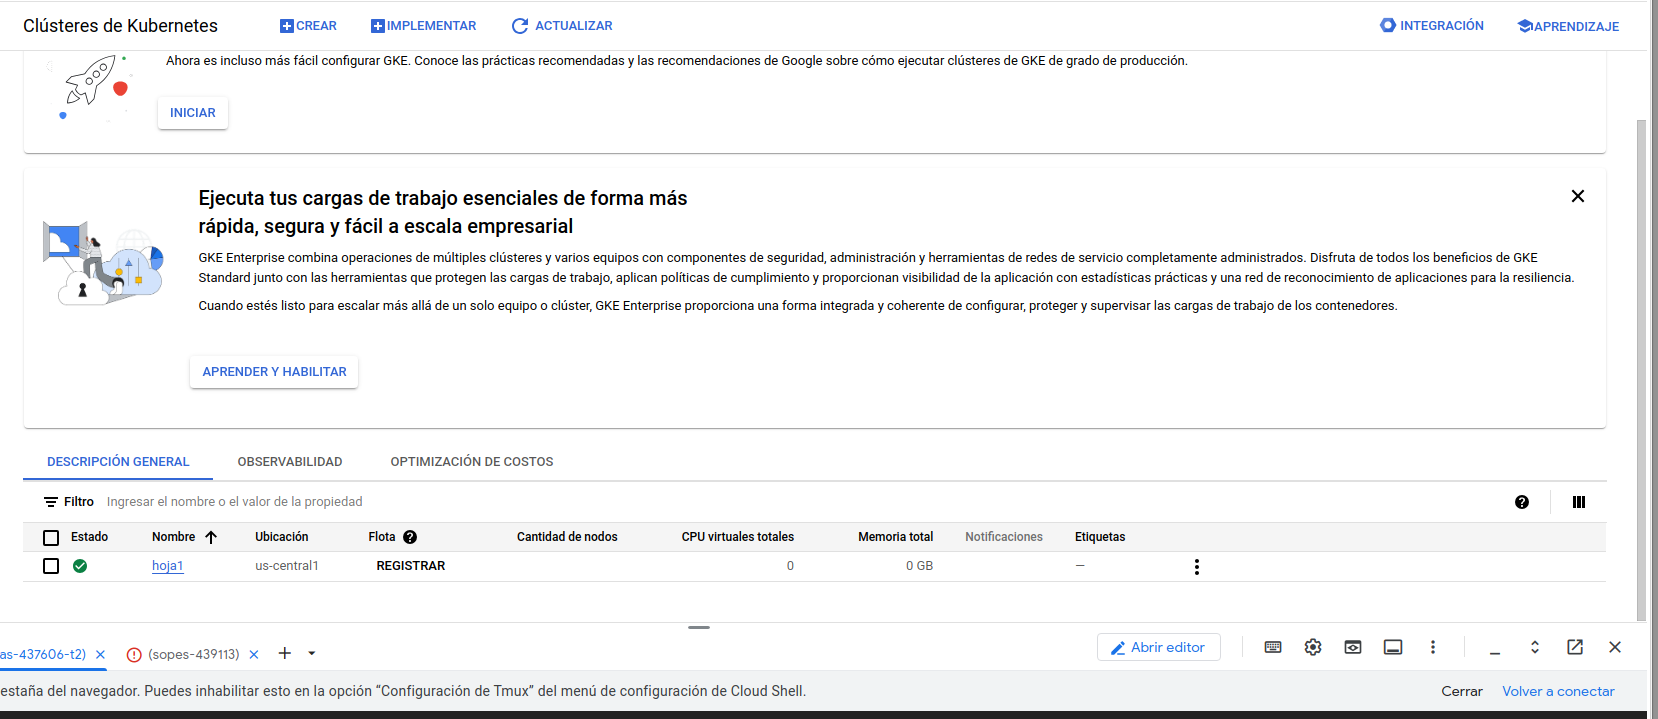 Clústeres de Kubernetes
CREAR
IMPLEMENTAR
ACTUALIZAR
INTEGRACIÓN
APRENDIZAJE
Ahora es incluso más fácil configurar GKE. Conoce las prácticas recomendadas y las recomendaciones de Google sobre cómo ejecutar clústeres de GKE de grado de producción.
INICIAR
Ejecuta tus cargas de trabajo esenciales de forma más
rápida, segura y fácil a escala empresarial
GKE Enterprise combina operaciones de múltiples clústeres y varios equipos con componentes de seguridad, administración y herramientas de redes de servicio completamente administrados. Disfruta de todos los beneficios de GKE
Standard junto con las herramientas que protegen las cargas de trabajo, aplican políticas de cumplimiento y proporcionan visibilidad de la aplicación con estadísticas prácticas y una red de reconocimiento de aplicaciones para la resiliencia.
Cuando estés listo para escalar más allá de un solo equipo o clúster, GKE Enterprise proporciona una forma integrada y coherente de configurar, proteger y supervisar las cargas de trabajo de los contenedores.
APRENDER Y HABILITAR
DESCRIPCIÓN GENERAL
OBSERVABILIDAD
OPTIMIZACIÓN DE COSTOS
Filtro Ingresar el nombre o el valor de la propiedad
Estado Nombre Ubicación Flota Cantidad de nodos CPU virtuales totales Memoria total Notificaciones Etiquetas
hoja1 us-central1 REGISTRAR 0 0 GB —
as-437606-t2)
(sopes-439113)
Abrir editor
estaña del navegador. Puedes inhabilitar esto en la opción “Configuración de Tmux” del menú de configuración de Cloud Shell.
Cerrar
Volver a conectar